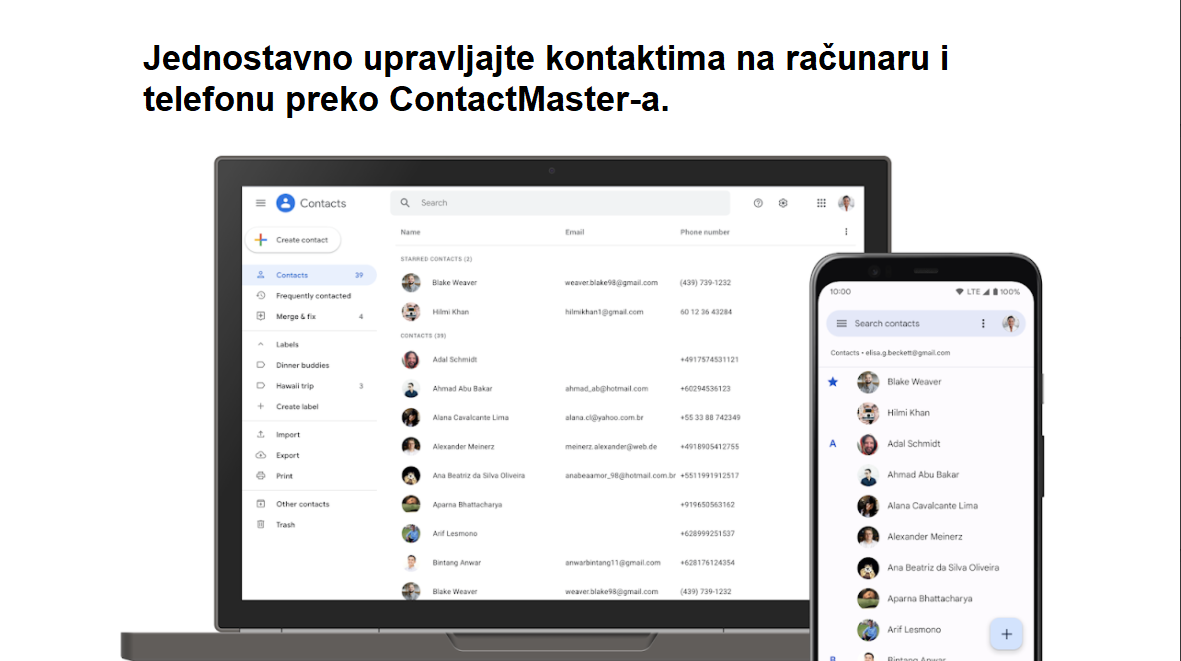 Jednostavno upravljajte kontaktima na računaru i
telefonu preko ContactMaster-a.
Contacts
Search
Create contact
Name Email Phone number
Contacts 39
Frequently contacted
Merge & fix 4
Labels
Dinner buddies
Hawaii trip 3
Create label
Import
Export
Print
Other contacts
Trash
STARRED CONTACTS (2)
Blake Weaver weaver.blake98@gmail.com (439) 739-1232
Hilmi Khan hilmikhan1@gmail.com 60 12 36 43284
CONTACTS (39)
Adal Schmidt +4917574531121
Ahmad Abu Bakar ahmad_ab@hotmail.com +60294536123
Alana Cavalcante Lima alana.cl@yahoo.com.br +55 33 88 742349
Alexander Meinerz meinerz.alexander@web.de +4918905412755
Ana Beatriz da Silva Oliveira anabeaamor_98@hotmail.com.br +5511991912517
Aparna Bhattacharya +919650563162
Arif Lesmono +628999251537
Bintang Anwar anwarbintang11@gmail.com +628176124354
Blake Weaver weaver.blake98@gmail.com (439) 739-1232
10:00 LTE 100%
Search contacts
Contacts • elisa.g.beckett@gmail.com
Blake Weaver
Hilmi Khan
A Adal Schmidt
Ahmad Abu Bakar
Alana Cavalcante Lima
Alexander Meinerz
Ana Beatriz da Silva Oliveira
Aparna Bhattacharya
Arif Lesmono
B Bintang Anwar